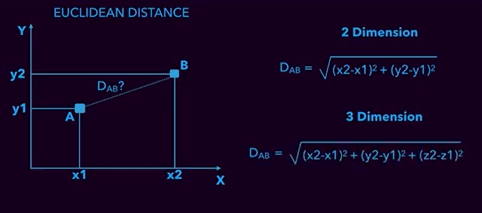 EUCLIDEAN DISTANCE
Y
y2
y1
B
DAB?
A
x1
x2
X
2 Dimension
DAB = √(x2-x1)² + (y2-y1)²
3 Dimension
DAB = √(x2-x1)² + (y2-y1)² + (z2-z1)²